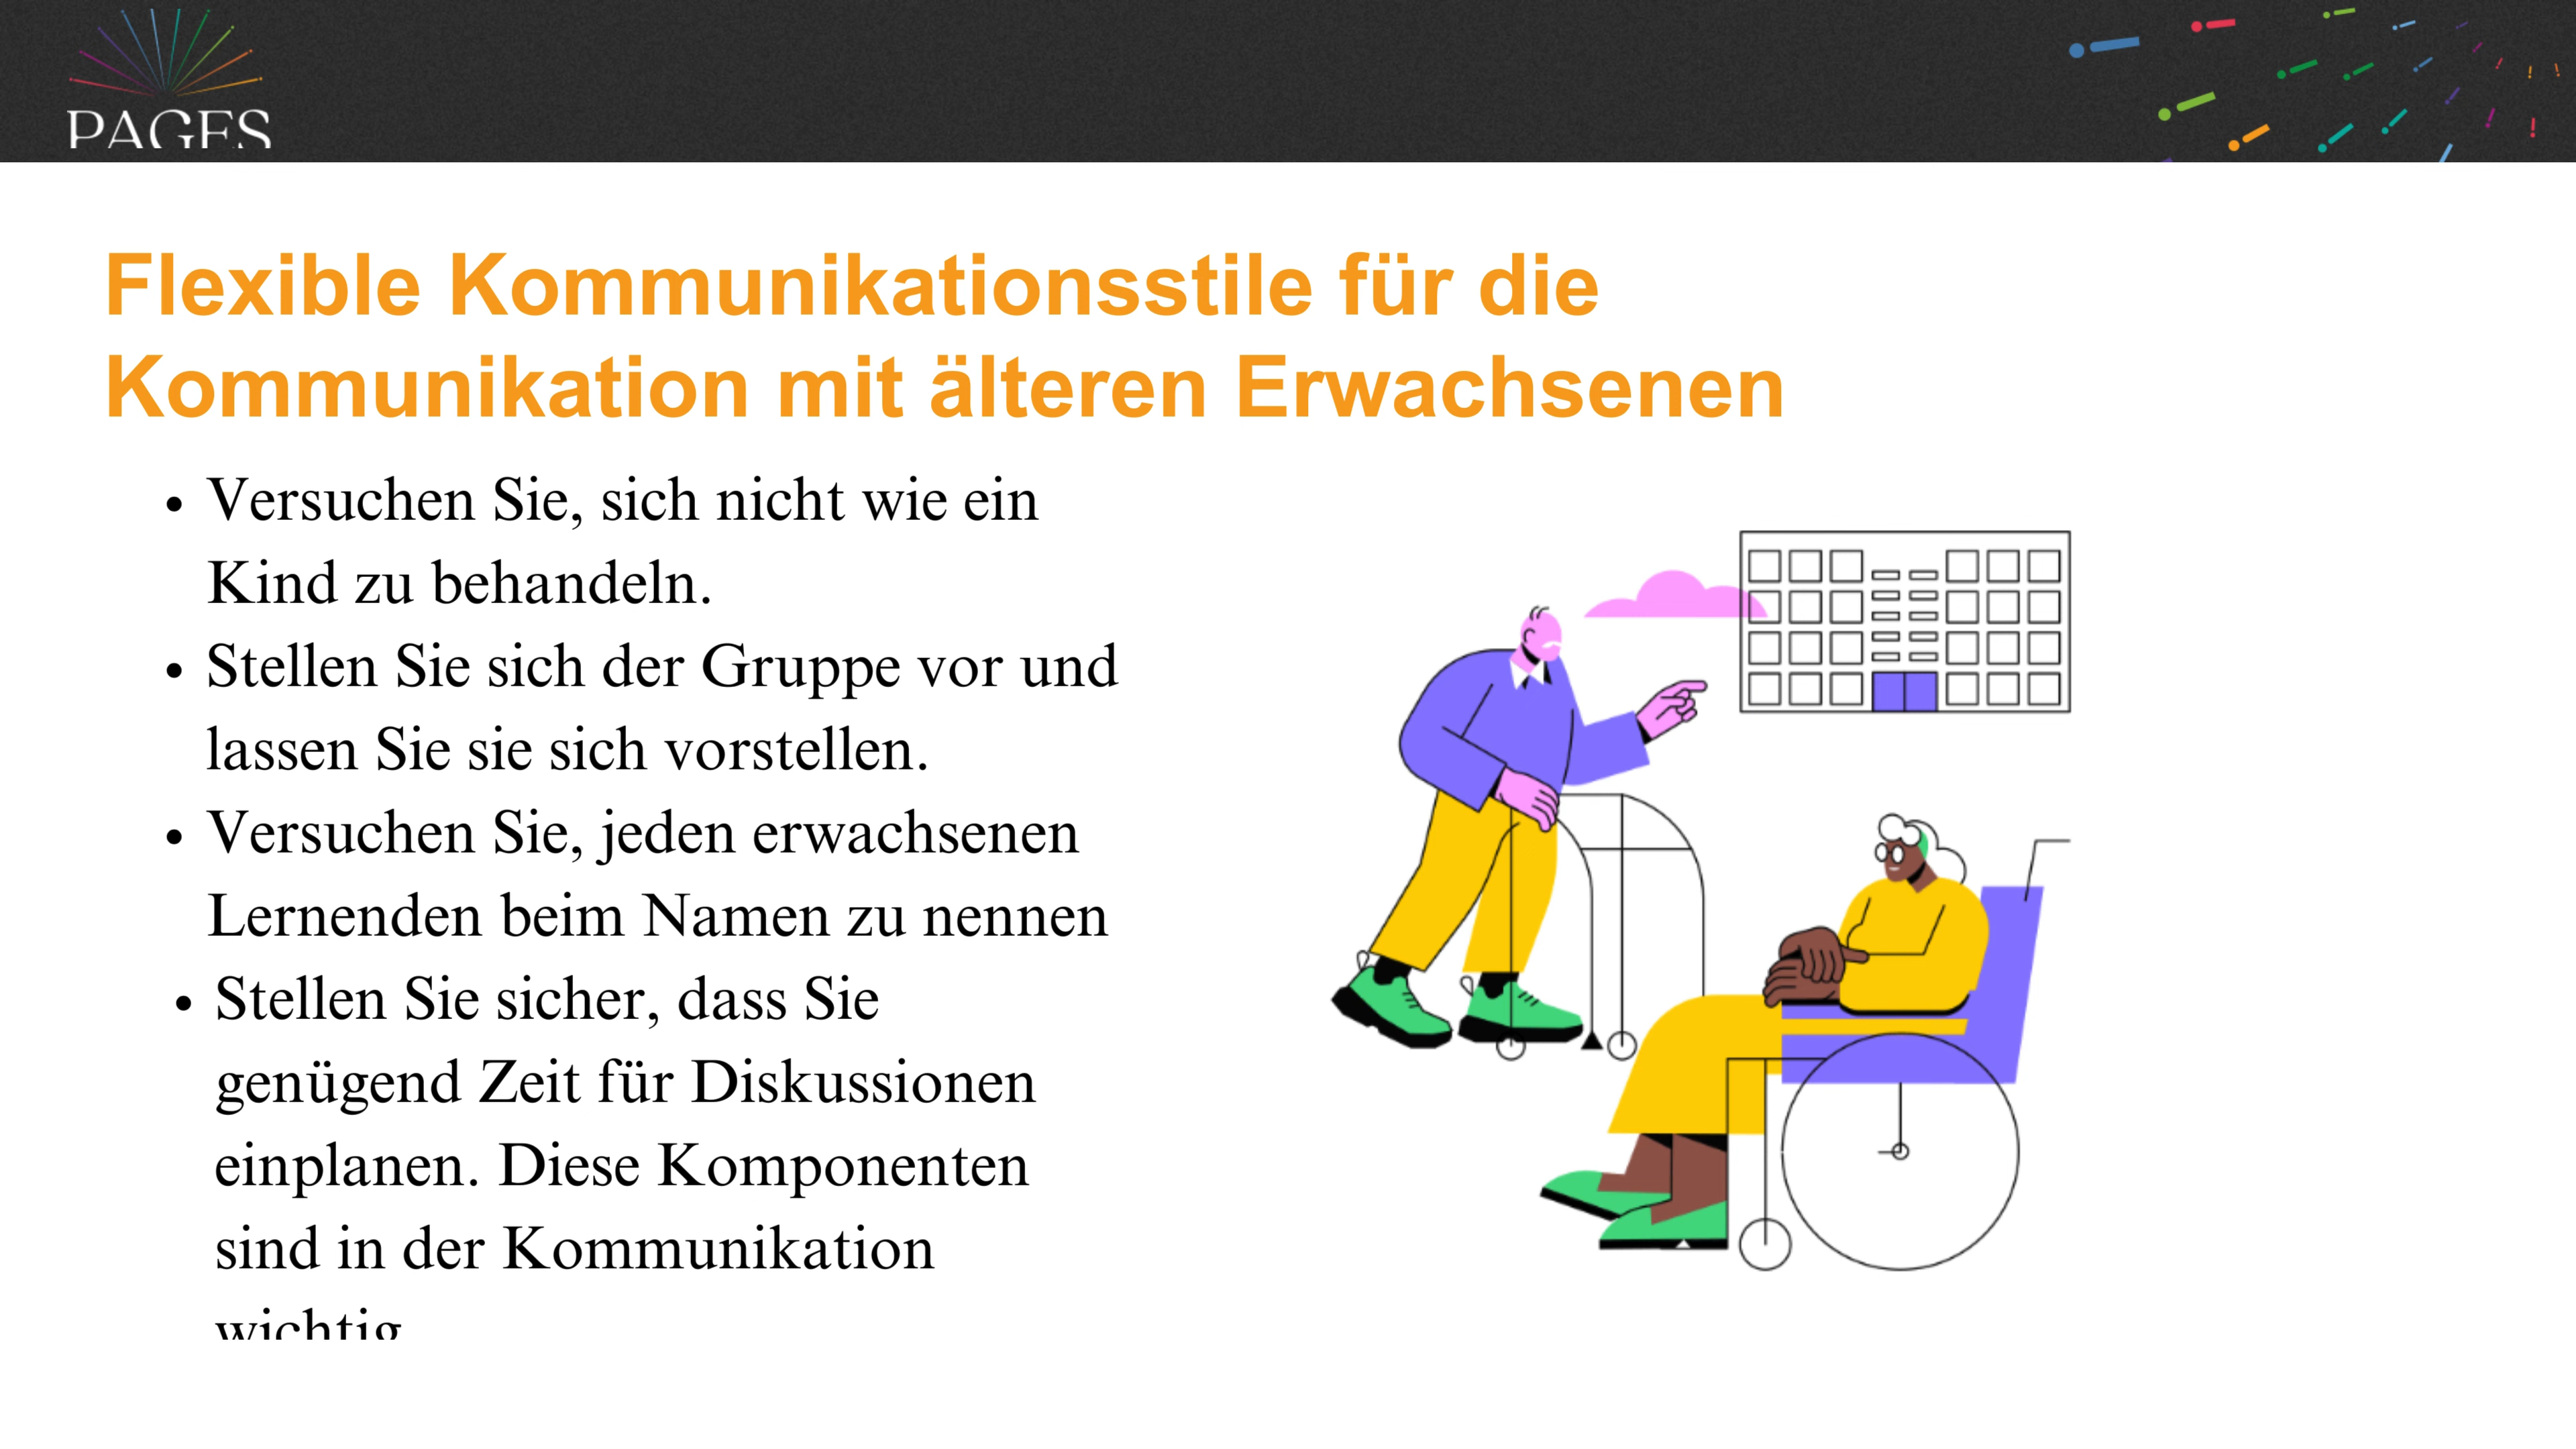 PAGES
Flexible Kommunikationsstile für die
Kommunikation mit älteren Erwachsenen
• Versuchen Sie, sich nicht wie ein
Kind zu behandeln.
• Stellen Sie sich der Gruppe vor und
lassen Sie sie sich vorstellen.
• Versuchen Sie, jeden erwachsenen
Lernenden beim Namen zu nennen
• Stellen Sie sicher, dass Sie
genügend Zeit für Diskussionen
einplanen. Diese Komponenten
sind in der Kommunikation
wichtig